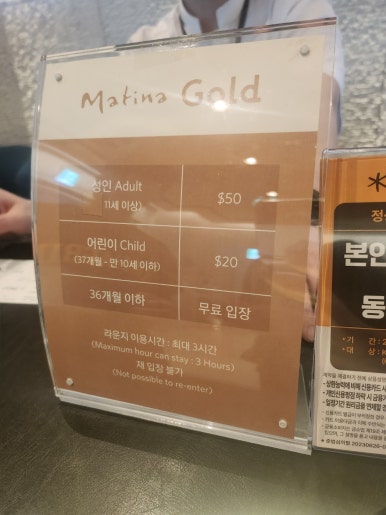 Matina Gold
성인 Adult
11세 이상)
$50
어린이 Child
(37개월 - 만 10세 이하)
$20
36개월 이하
무료 입장
라운지 이용시간 : 최대 3시간
(Maximum hour can stay : 3 Hours)
재 입장 불가
(Not possible to re-enter)
본인
동